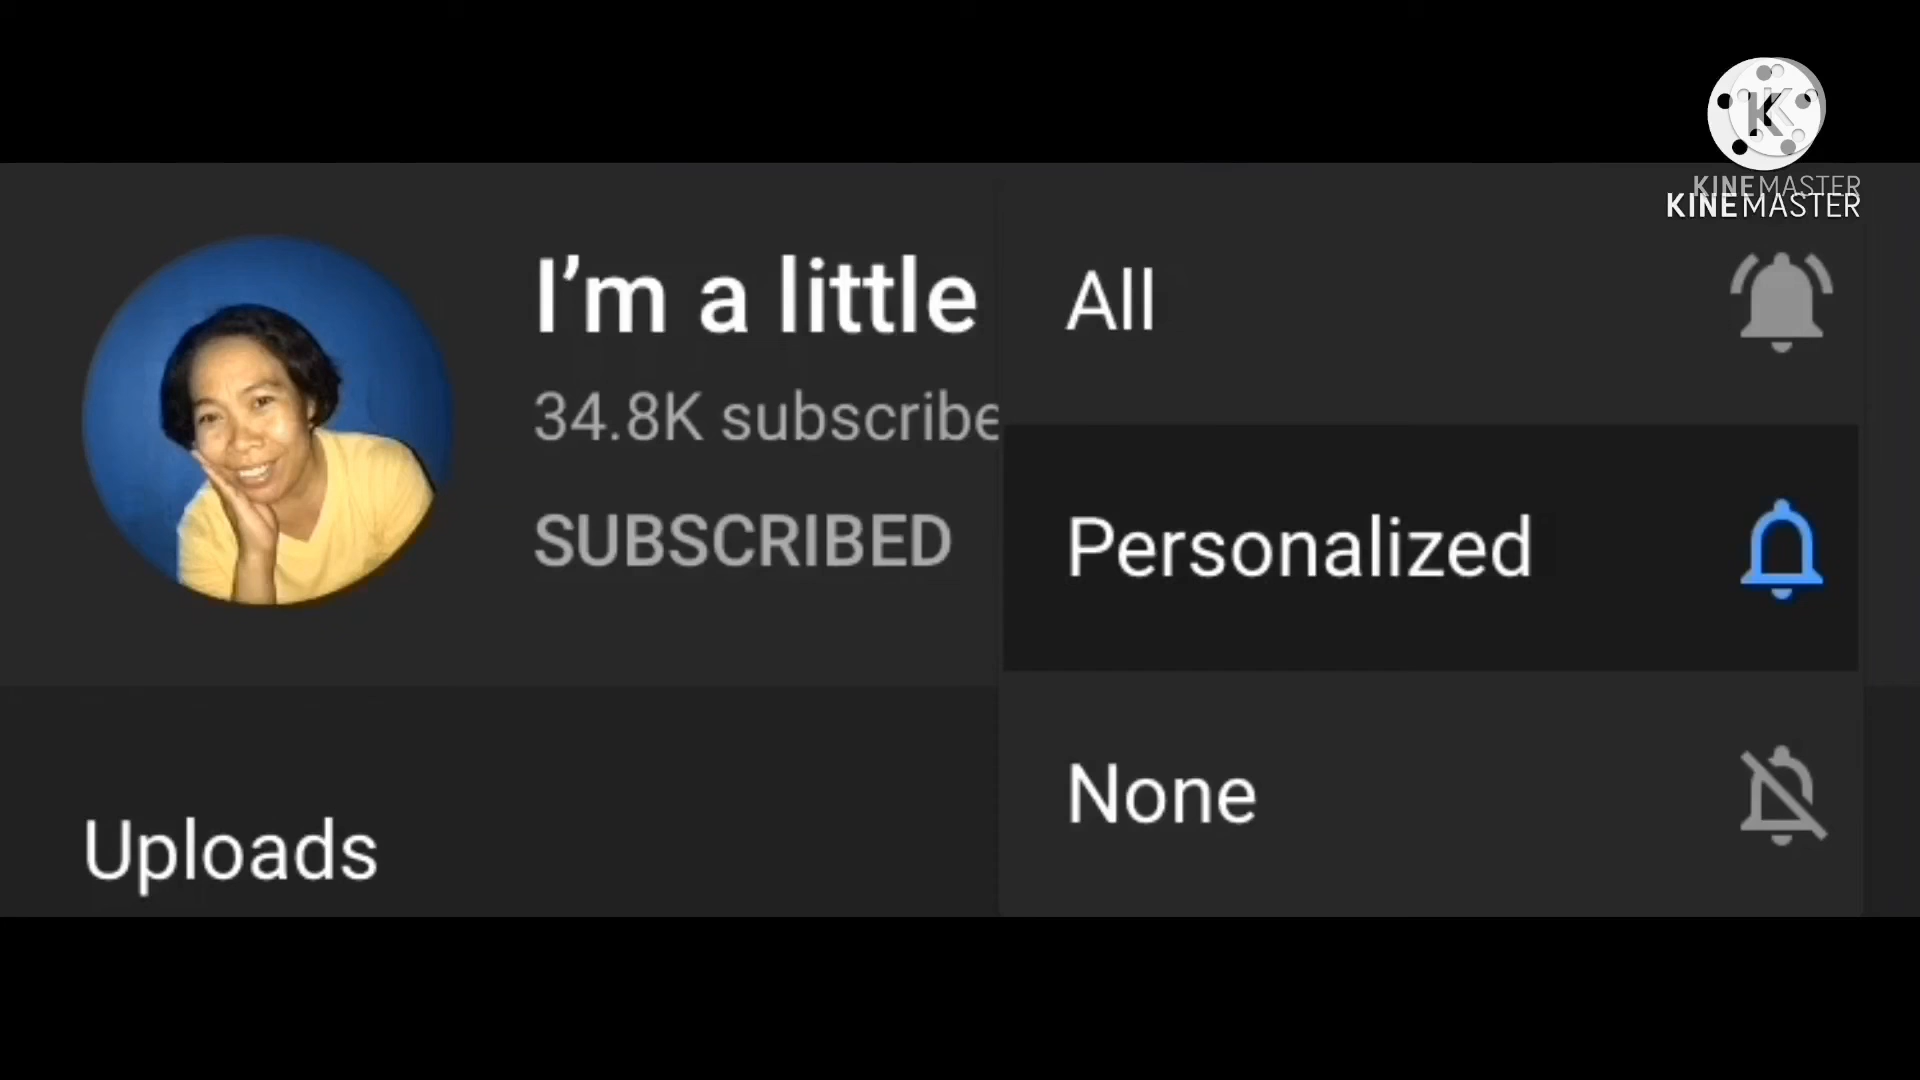 KINEMASTER
KINEMASTER
I’m a little
34.8K subscribe
SUBSCRIBED
Uploads
All
Personalized
None